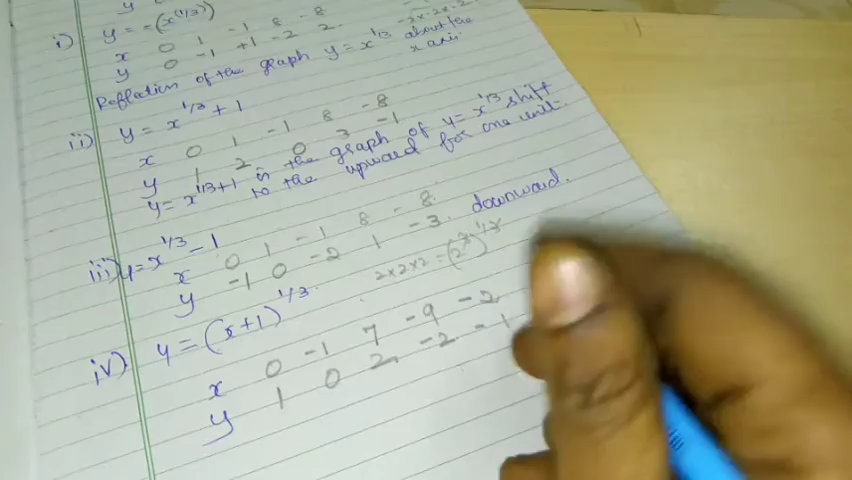 y
i) y = -(x^1/3)
x 0 1 -1 8 -8
y 0 -1 +1 -2 2.
-2x-2x-2
Reflection of the graph y = x^1/3 about the
x axis.
ii) y = x^1/3 + 1
x 0 1 -1 8 -8
y 1 2 0 3 -1
y = x^1/3+1 is the graph of y = x^1/3 shift
to the upward for one unit.
iii) y = x^1/3 - 1
x 0 1 -1 8 -8.
y -1 0 -2 1 -3. downward.
2x2x2 = (2^3)^1/3
iv) y = (x+1)^1/3.
x 0 -1 7 -9 -2
y 1 0 2 -2 -1